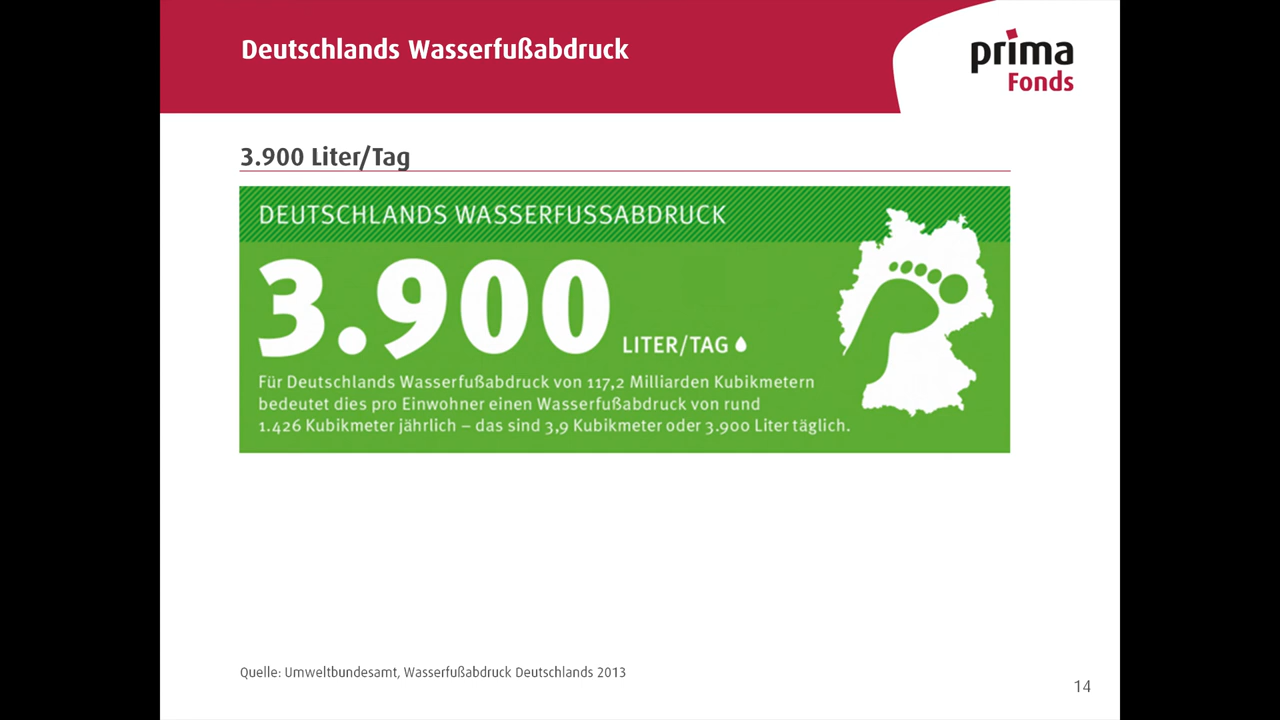 Deutschlands Wasserfußabdruck
prima
Fonds
3.900 Liter/Tag
DEUTSCHLANDS WASSERFUSSABDRUCK
3.900 LITER/TAG
Für Deutschlands Wasserfußabdruck von 117,2 Milliarden Kubikmetern
bedeutet dies pro Einwohner einen Wasserfußabdruck von rund
1.426 Kubikmeter jährlich – das sind 3,9 Kubikmeter oder 3.900 Liter täglich.
Quelle: Umweltbundesamt, Wasserfußabdruck Deutschlands 2013
14